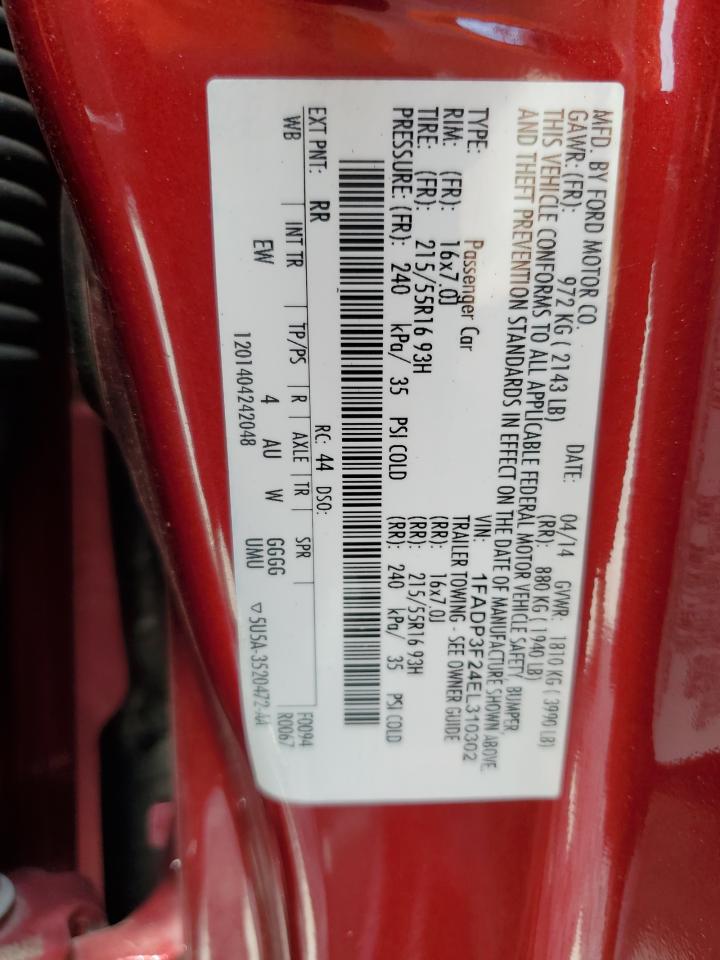 MFD. BY FORD MOTOR CO. DATE: 04/14 GVWR: 1810 KG ( 3990 LB)
GAWR: (FR): 972 KG ( 2143 LB) (RR): 880 KG ( 1940 LB)
THIS VEHICLE CONFORMS TO ALL APPLICABLE FEDERAL MOTOR VEHICLE SAFETY, BUMPER,
AND THEFT PREVENTION STANDARDS IN EFFECT ON THE DATE OF MANUFACTURE SHOWN ABOVE.
VIN: 1FADP3F24EL310302
TYPE: Passenger Car TRAILER TOWING - SEE OWNER GUIDE
RIM: (FR): 16x7.0J (RR): 16x7.0J
TIRE: (FR): 215/55R16 93H (RR): 215/55R16 93H
PRESSURE: (FR): 240 kPa/ 35 PSI COLD (RR): 240 kPa/ 35 PSI COLD
EXT PNT: RR RC: 44 DSO: F0094
WB INT TR TP/PS R AXLE TR SPR R0067
EW 4 AU W GGGG
UMU
1201404242048 ▽5U5A-3520472-AA